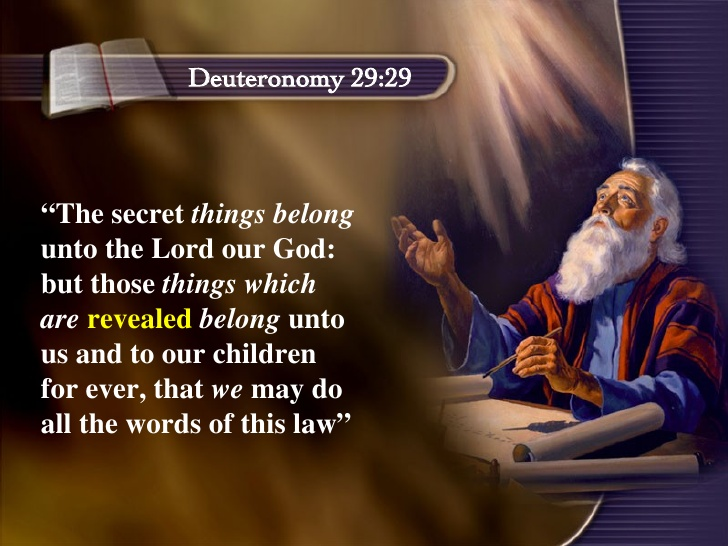 Deuteronomy 29:29
“The secret things belong
unto the Lord our God:
but those things which
are revealed belong unto
us and to our children
for ever, that we may do
all the words of this law”